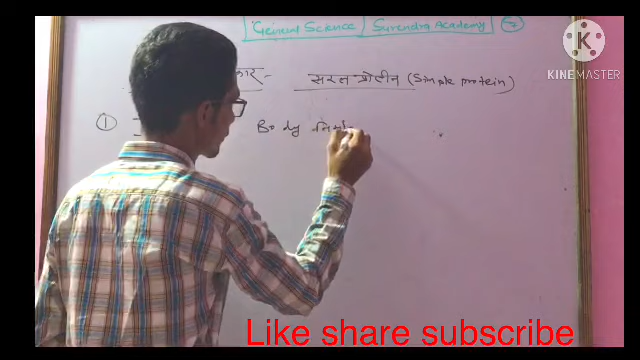 General Science / Surendra Academy
K
KINEMASTER
कार :- सरल प्रोटीन (Simple protein)
① Body निर्मा
Like share subscribe